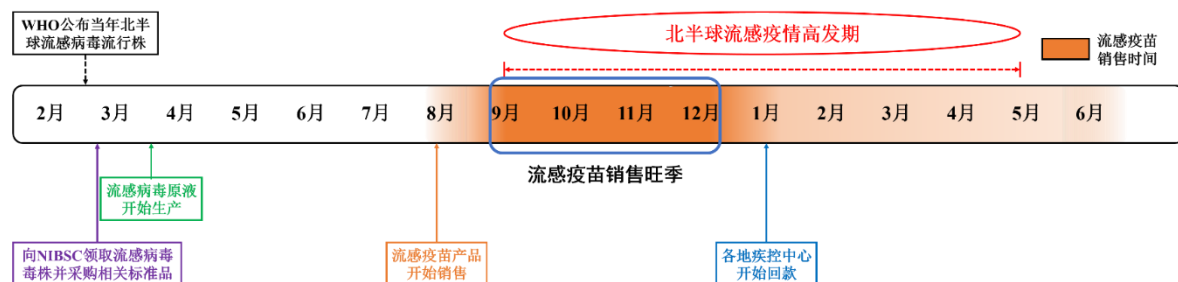 WHO公布当年北半
球流感病毒流行株
北半球流感疫情高发期
流感疫苗
销售时间
2月 3月 4月 5月 6月 7月 8月 9月 10月 11月 12月 1月 2月 3月 4月 5月 6月
流感疫苗销售旺季
流感病毒原液
开始生产
向NIBSC领取流感病毒
毒株并采购相关标准品
流感疫苗产品
开始销售
各地疾控中心
开始回款